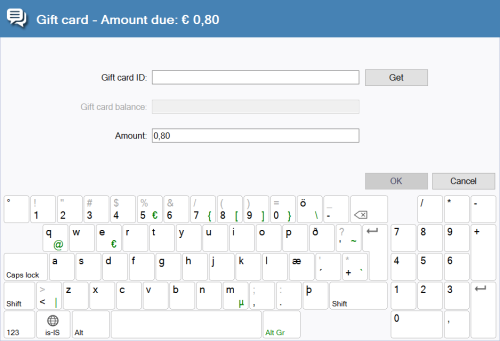 Gift card - Amount due: € 0,80
Gift card ID:
Get
Gift card balance:
Amount: 0,80
OK Cancel
° ! 1 " 2 # 3 $ 4 % 5 € & 6 / 7 { ( 8 [ ) 9 ] = 0 } ö \ _ - / * -
q @ w e € r t y u i o p ð ? ' ~ 7 8 9 +
Caps lock a s d f g h j k l æ ' * + ` 4 5 6
Shift > < | z x c v b n m µ ; , : . þ Shift 1 2 3
123 is-IS Alt Alt Gr 0 ,